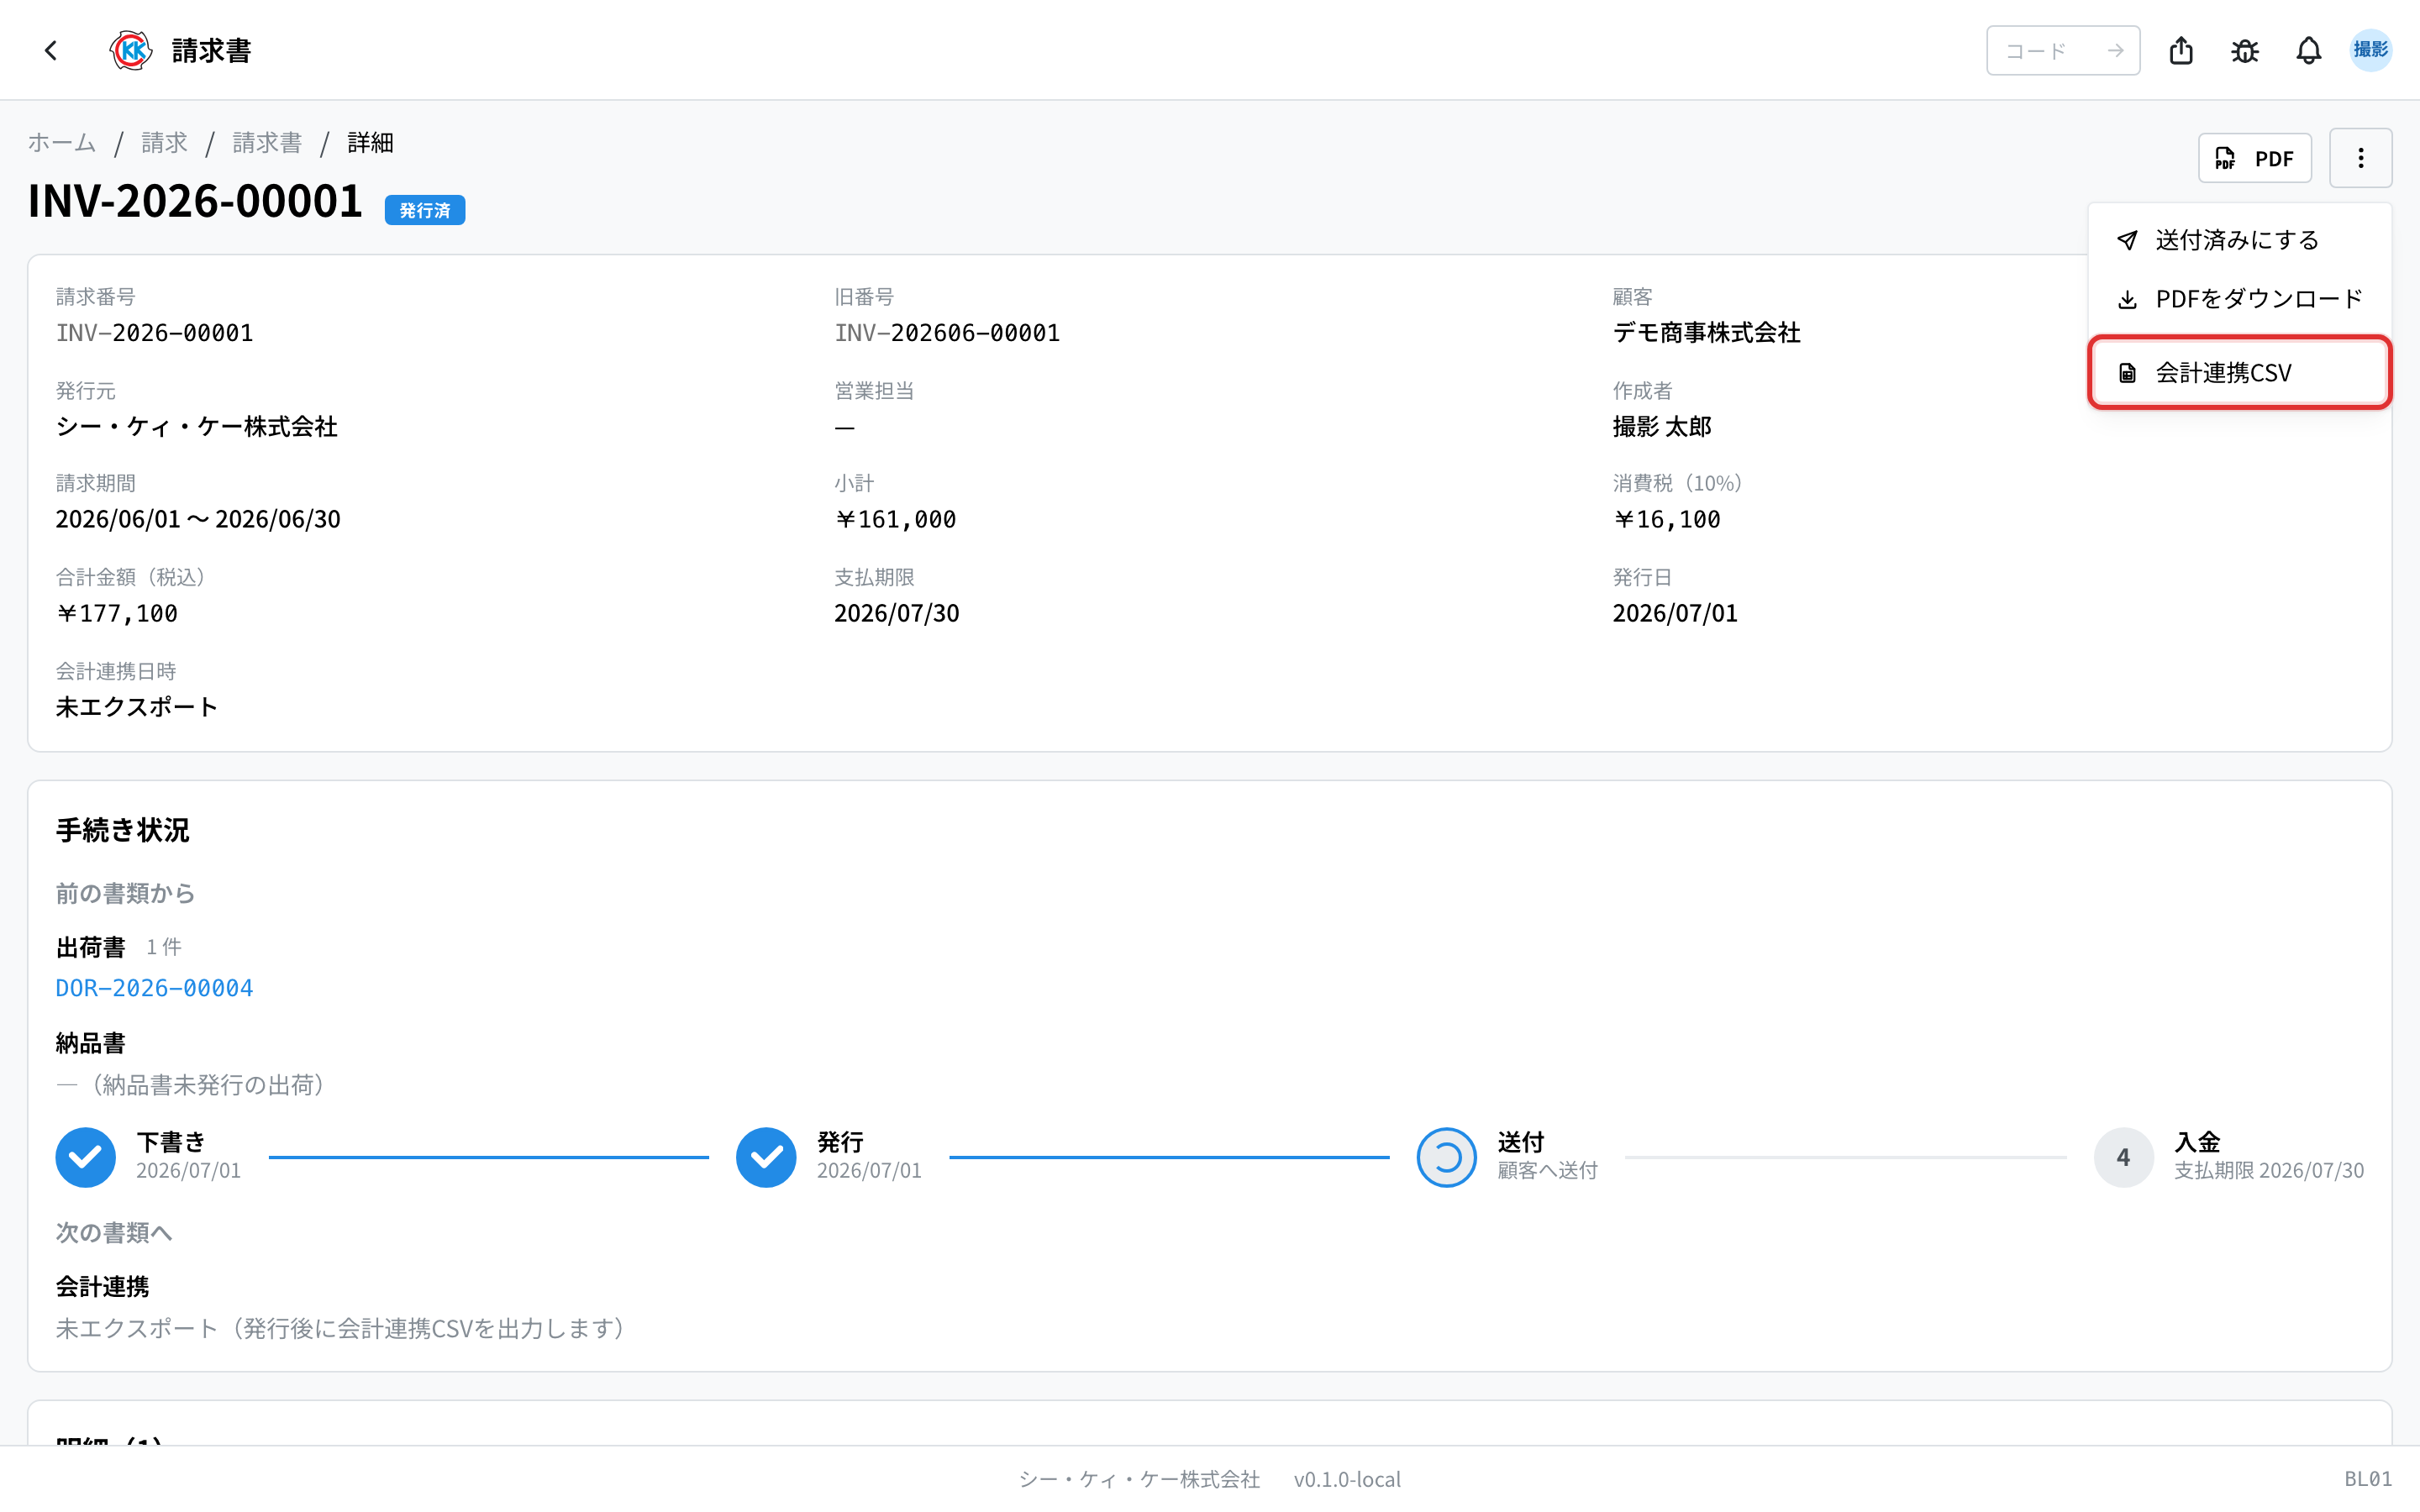 CKK 請求書
コード
撮影
ホーム / 請求 / 請求書 / 詳細
PDF PDF
INV-2026-00001 発行済
送付済みにする
PDFをダウンロード
会計連携CSV
請求番号 旧番号 顧客
INV-2026-00001 INV-202606-00001 デモ商事株式会社
発行元 営業担当 作成者
シー・ケィ・ケー株式会社 — 撮影 太郎
請求期間 小計 消費税（10%）
2026/06/01 〜 2026/06/30 ¥161,000 ¥16,100
合計金額（税込） 支払期限 発行日
¥177,100 2026/07/30 2026/07/01
会計連携日時
未エクスポート
手続き状況
前の書類から
出荷書 1 件
DOR-2026-00004
納品書
—（納品書未発行の出荷）
下書き 発行 送付 4 入金
2026/07/01 2026/07/01 顧客へ送付 支払期限 2026/07/30
次の書類へ
会計連携
未エクスポート（発行後に会計連携CSVを出力します）
明細（1）
シー・ケィ・ケー株式会社 v0.1.0-local BL01